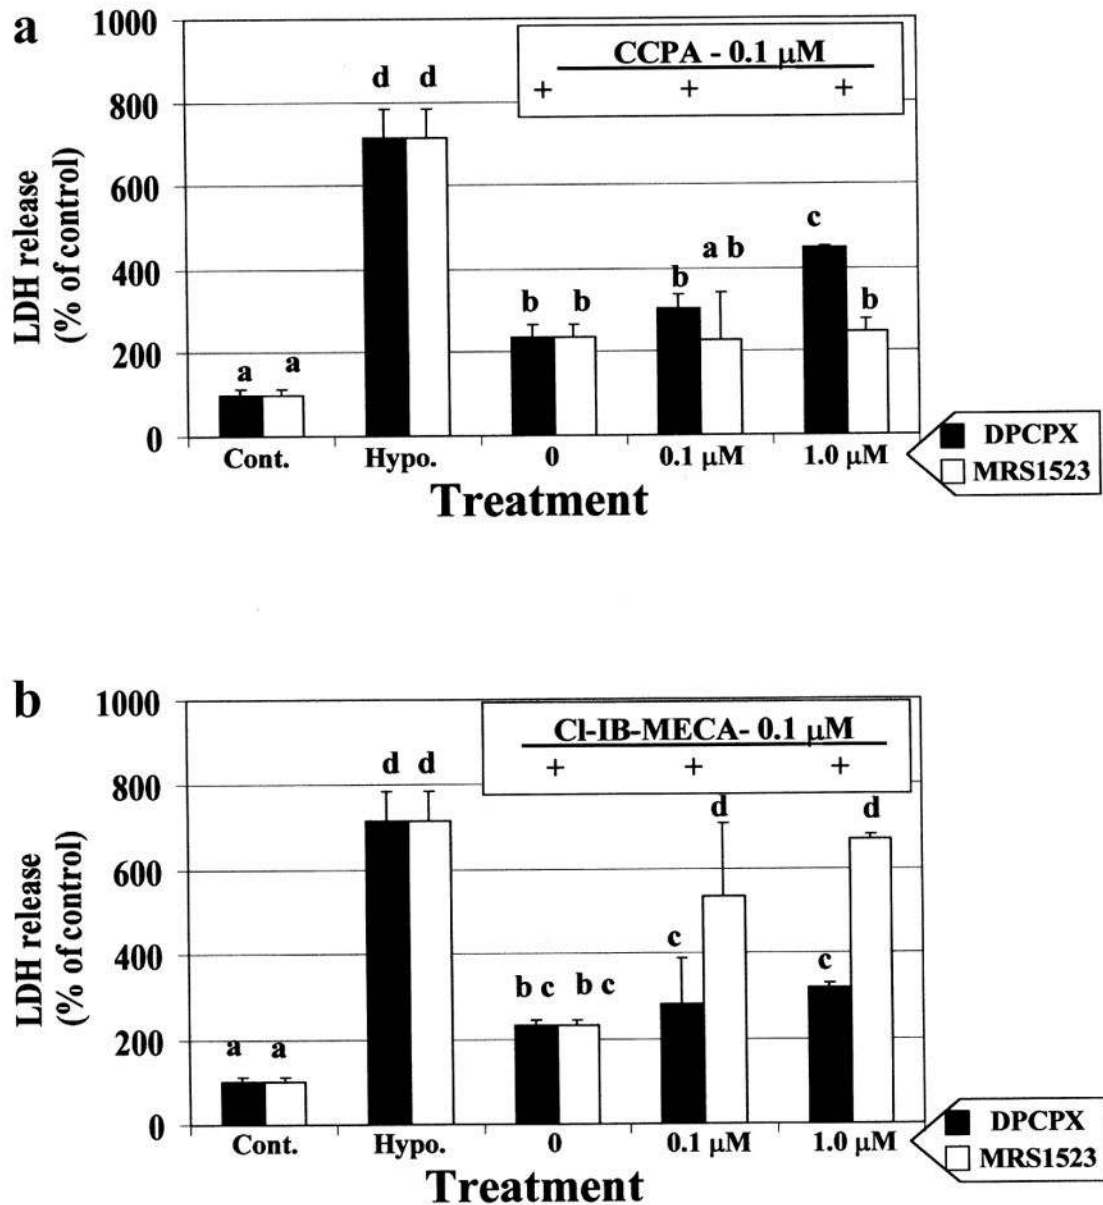 a
1000
800
600
400
200
0
LDH release
(% of control)
CCPA - 0.1 μM
+ + +
d d
a a
b b
b
a b
c
b
Cont. Hypo. 0 0.1 μM 1.0 μM
Treatment
DPCPX
MRS1523
b
1000
800
600
400
200
0
LDH release
(% of control)
Cl-IB-MECA- 0.1 μM
+ + +
d d
a a
b c b c
c
d
c
d
Cont. Hypo. 0 0.1 μM 1.0 μM
Treatment
DPCPX
MRS1523